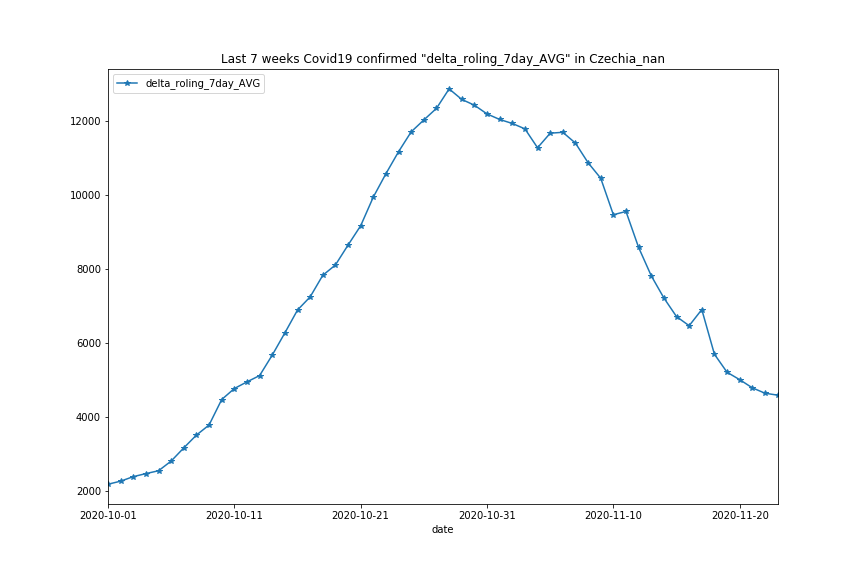 Last 7 weeks Covid19 confirmed "delta_roling_7day_AVG" in Czechia_nan
delta_roling_7day_AVG
12000
10000
8000
6000
4000
2000
2020-10-01 2020-10-11 2020-10-21 2020-10-31 2020-11-10 2020-11-20
date